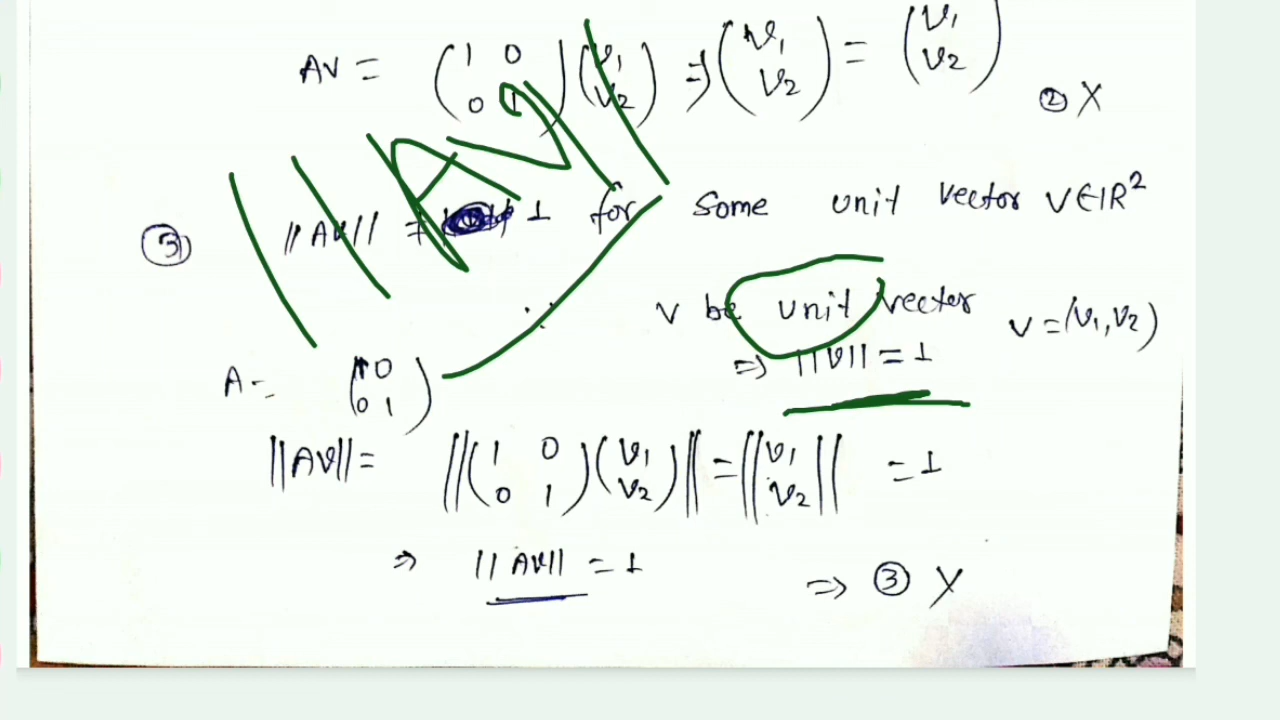 AV = ( 1 0 0 1 ) ( V1 V2 ) ⇒ ( V1 V2 ) = ( V1 V2 )
② X
③ ||AV|| ≠ 1 for some unit vector V∈IR²
||AV||
v be unit vector v = (V1, V2)
⇒ ||V|| = 1
A = ( 1 0 0 1 )
||AV|| = || ( 1 0 0 1 ) ( V1 V2 ) || = || V1 V2 || = 1
⇒ ||AV|| = 1 ⇒ ③ X